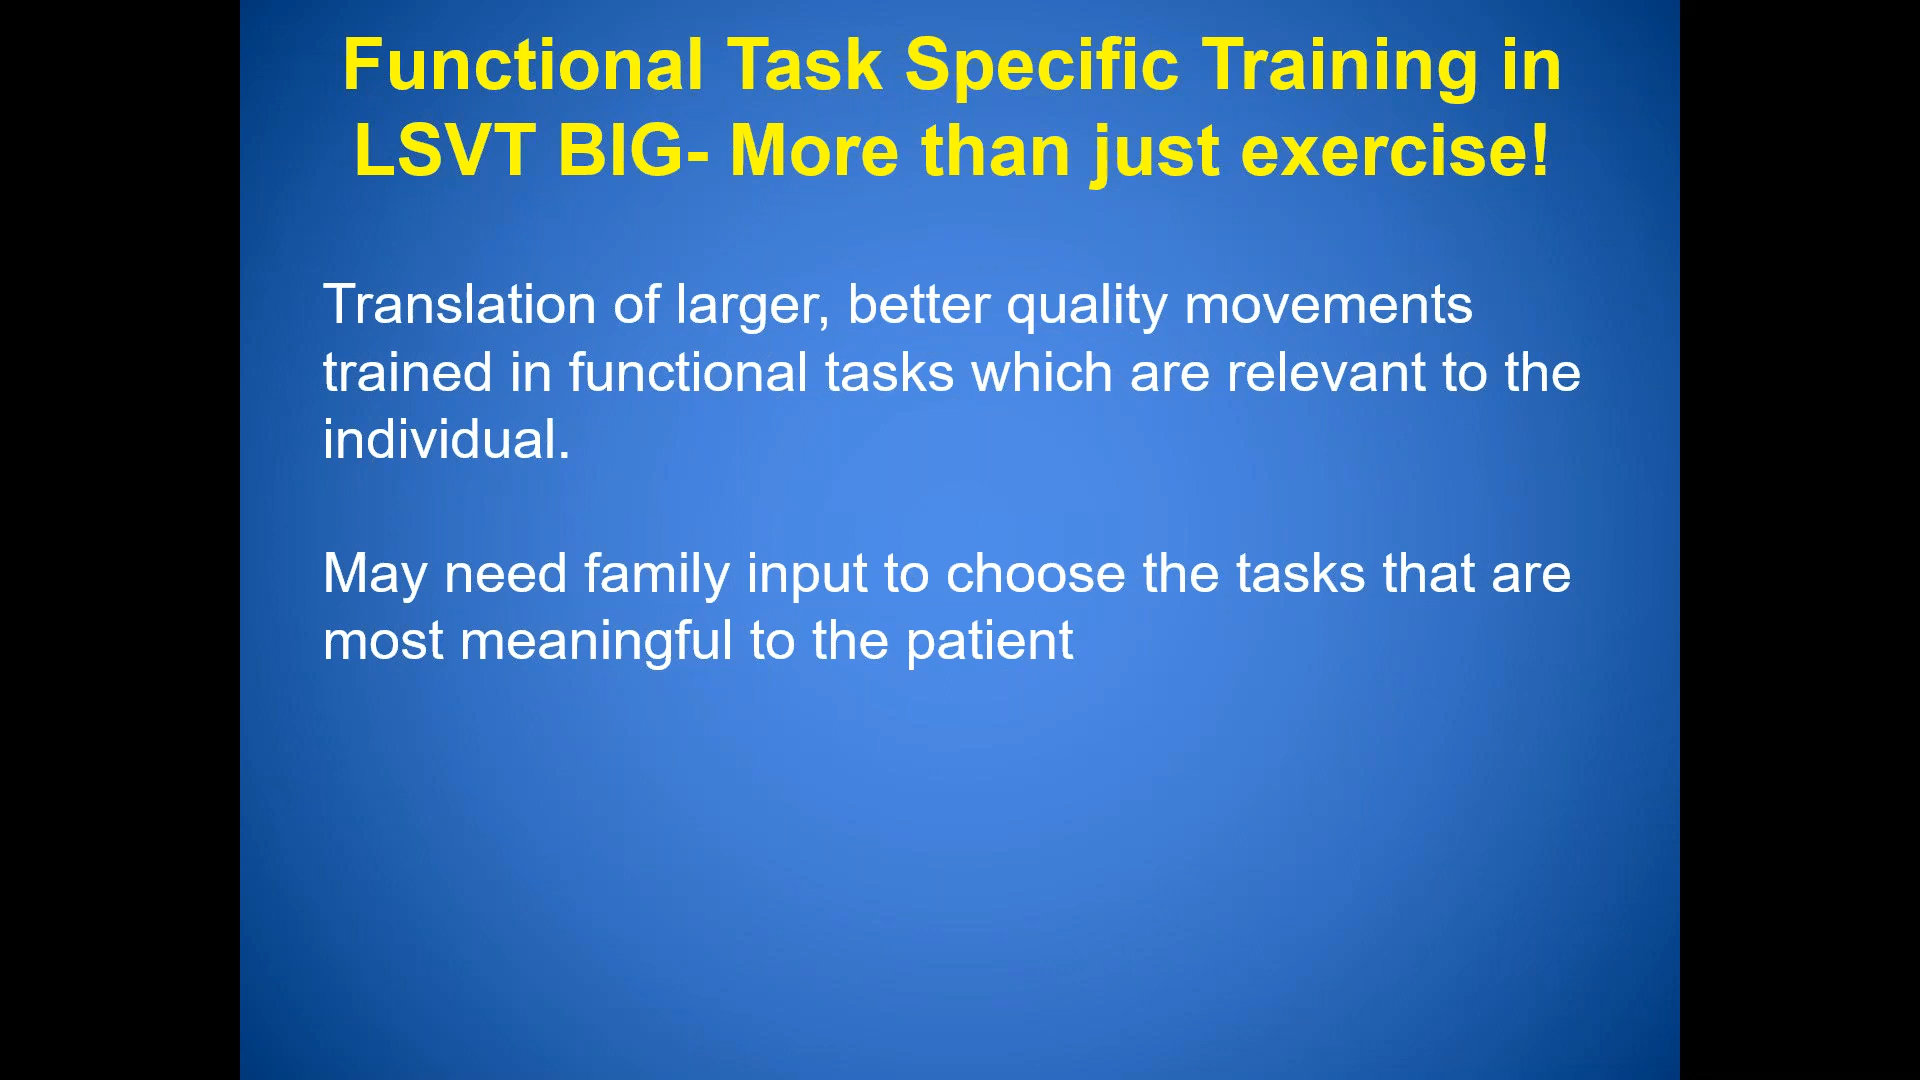 Functional Task Specific Training in
LSVT BIG- More than just exercise!
Translation of larger, better quality movements
trained in functional tasks which are relevant to the
individual.
May need family input to choose the tasks that are
most meaningful to the patient